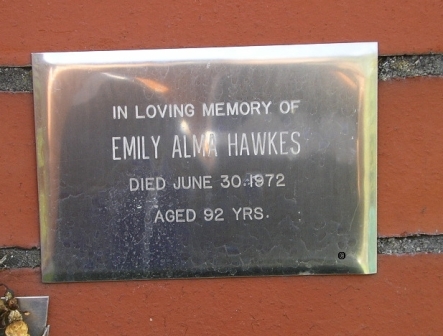 IN LOVING MEMORY OF
EMILY ALMA HAWKES
DIED JUNE 30.1972
AGED 92 YRS.